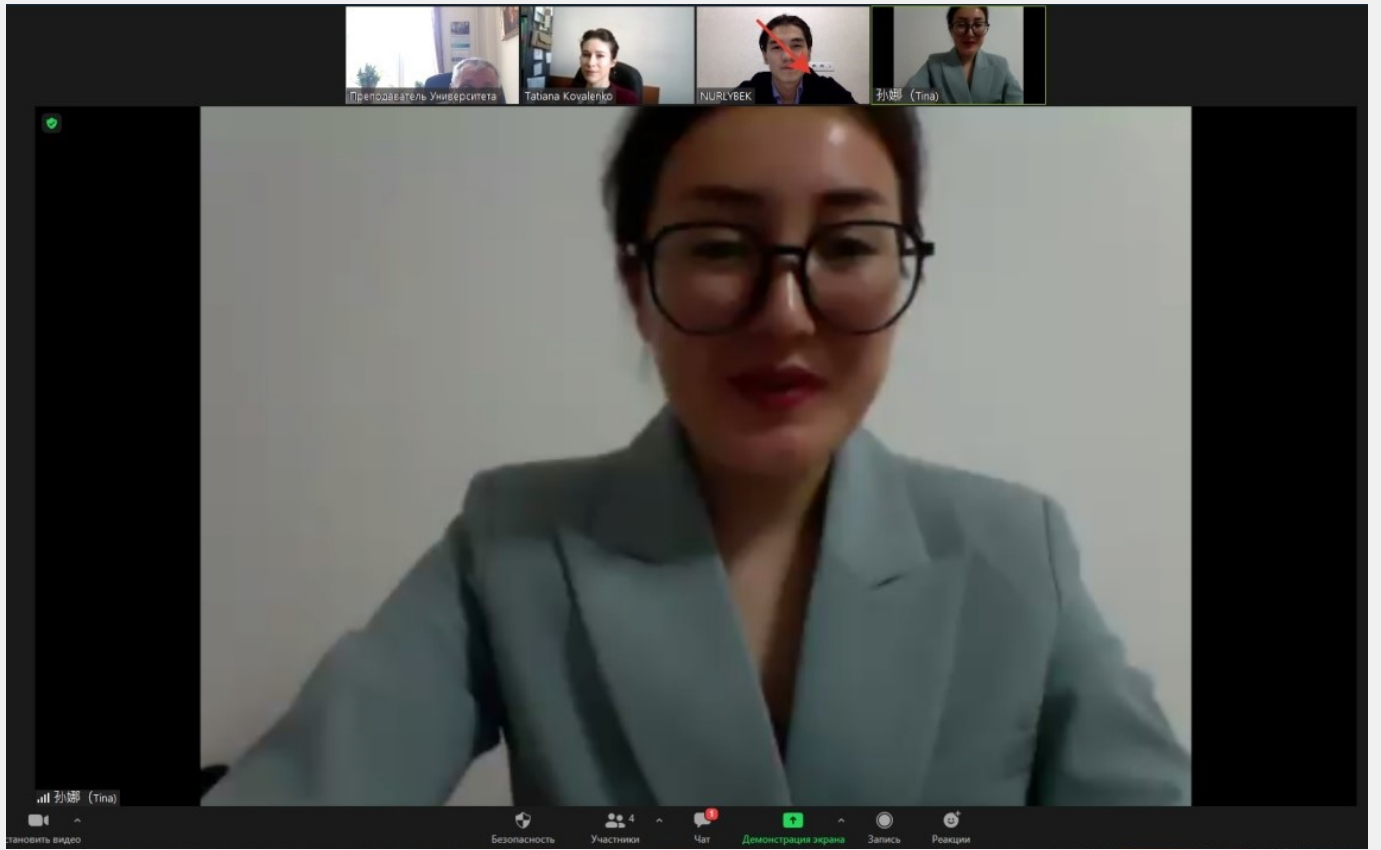 Преподаватель Университета
Tatiana Kovalenko
NURLYBEK
孙娜 (Tina)
孙娜 (Tina)
становить видео
Безопасность
Участники
4
Чат
1
Демонстрация экрана
Запись
Реакции